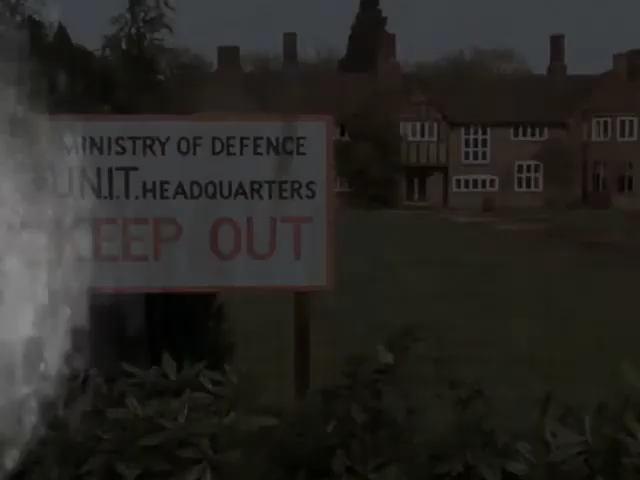 MINISTRY OF DEFENCE
U.N.I.T. HEADQUARTERS
KEEP OUT